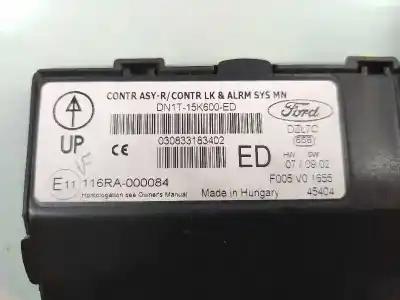 CONTR ASY-R/CONTR LK & ALRM SYS MN
DN1T-15K600-ED
Ford
030833183402
UP
CE
ED
HW SW
07 / 08.02
E11 116RA-000084
Homologation see Owner's Manual
Made in Hungary
F005 V0 1655
45404